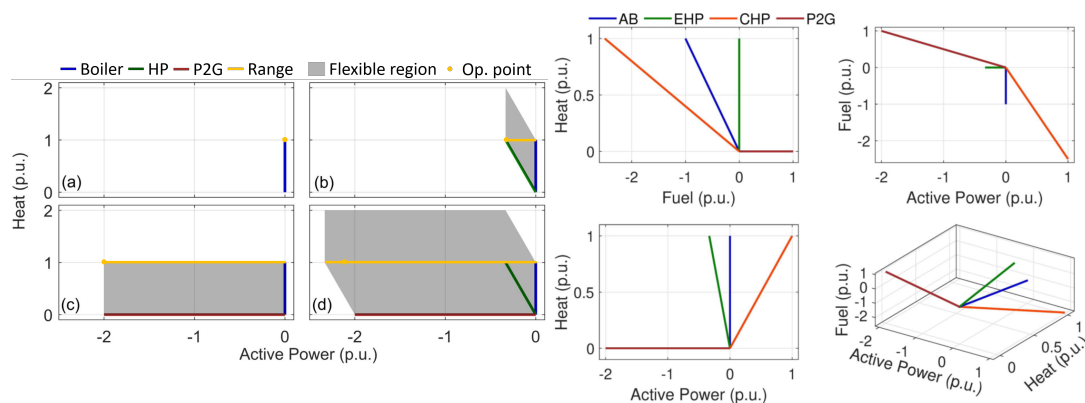 Boiler HP P2G Range Flexible region Op. point
2
1
0
(a)
(b)
2
1
0
(c)
(d)
-2 -1 0
-2 -1 0
Heat (p.u.)
Active Power (p.u.)
AB EHP CHP P2G
1
0.5
0
-2 -1 0 1
Heat (p.u.)
Fuel (p.u.)
1
0
-1
-2
-2 -1 0 1
Fuel (p.u.)
Active Power (p.u.)
1
0.5
0
-2 -1 0 1
Heat (p.u.)
Active Power (p.u.)
1
0
-1
-2
Fuel (p.u.)
-2 -1 0 1
Active Power (p.u.)
0 0.5 1
Heat (p.u.)